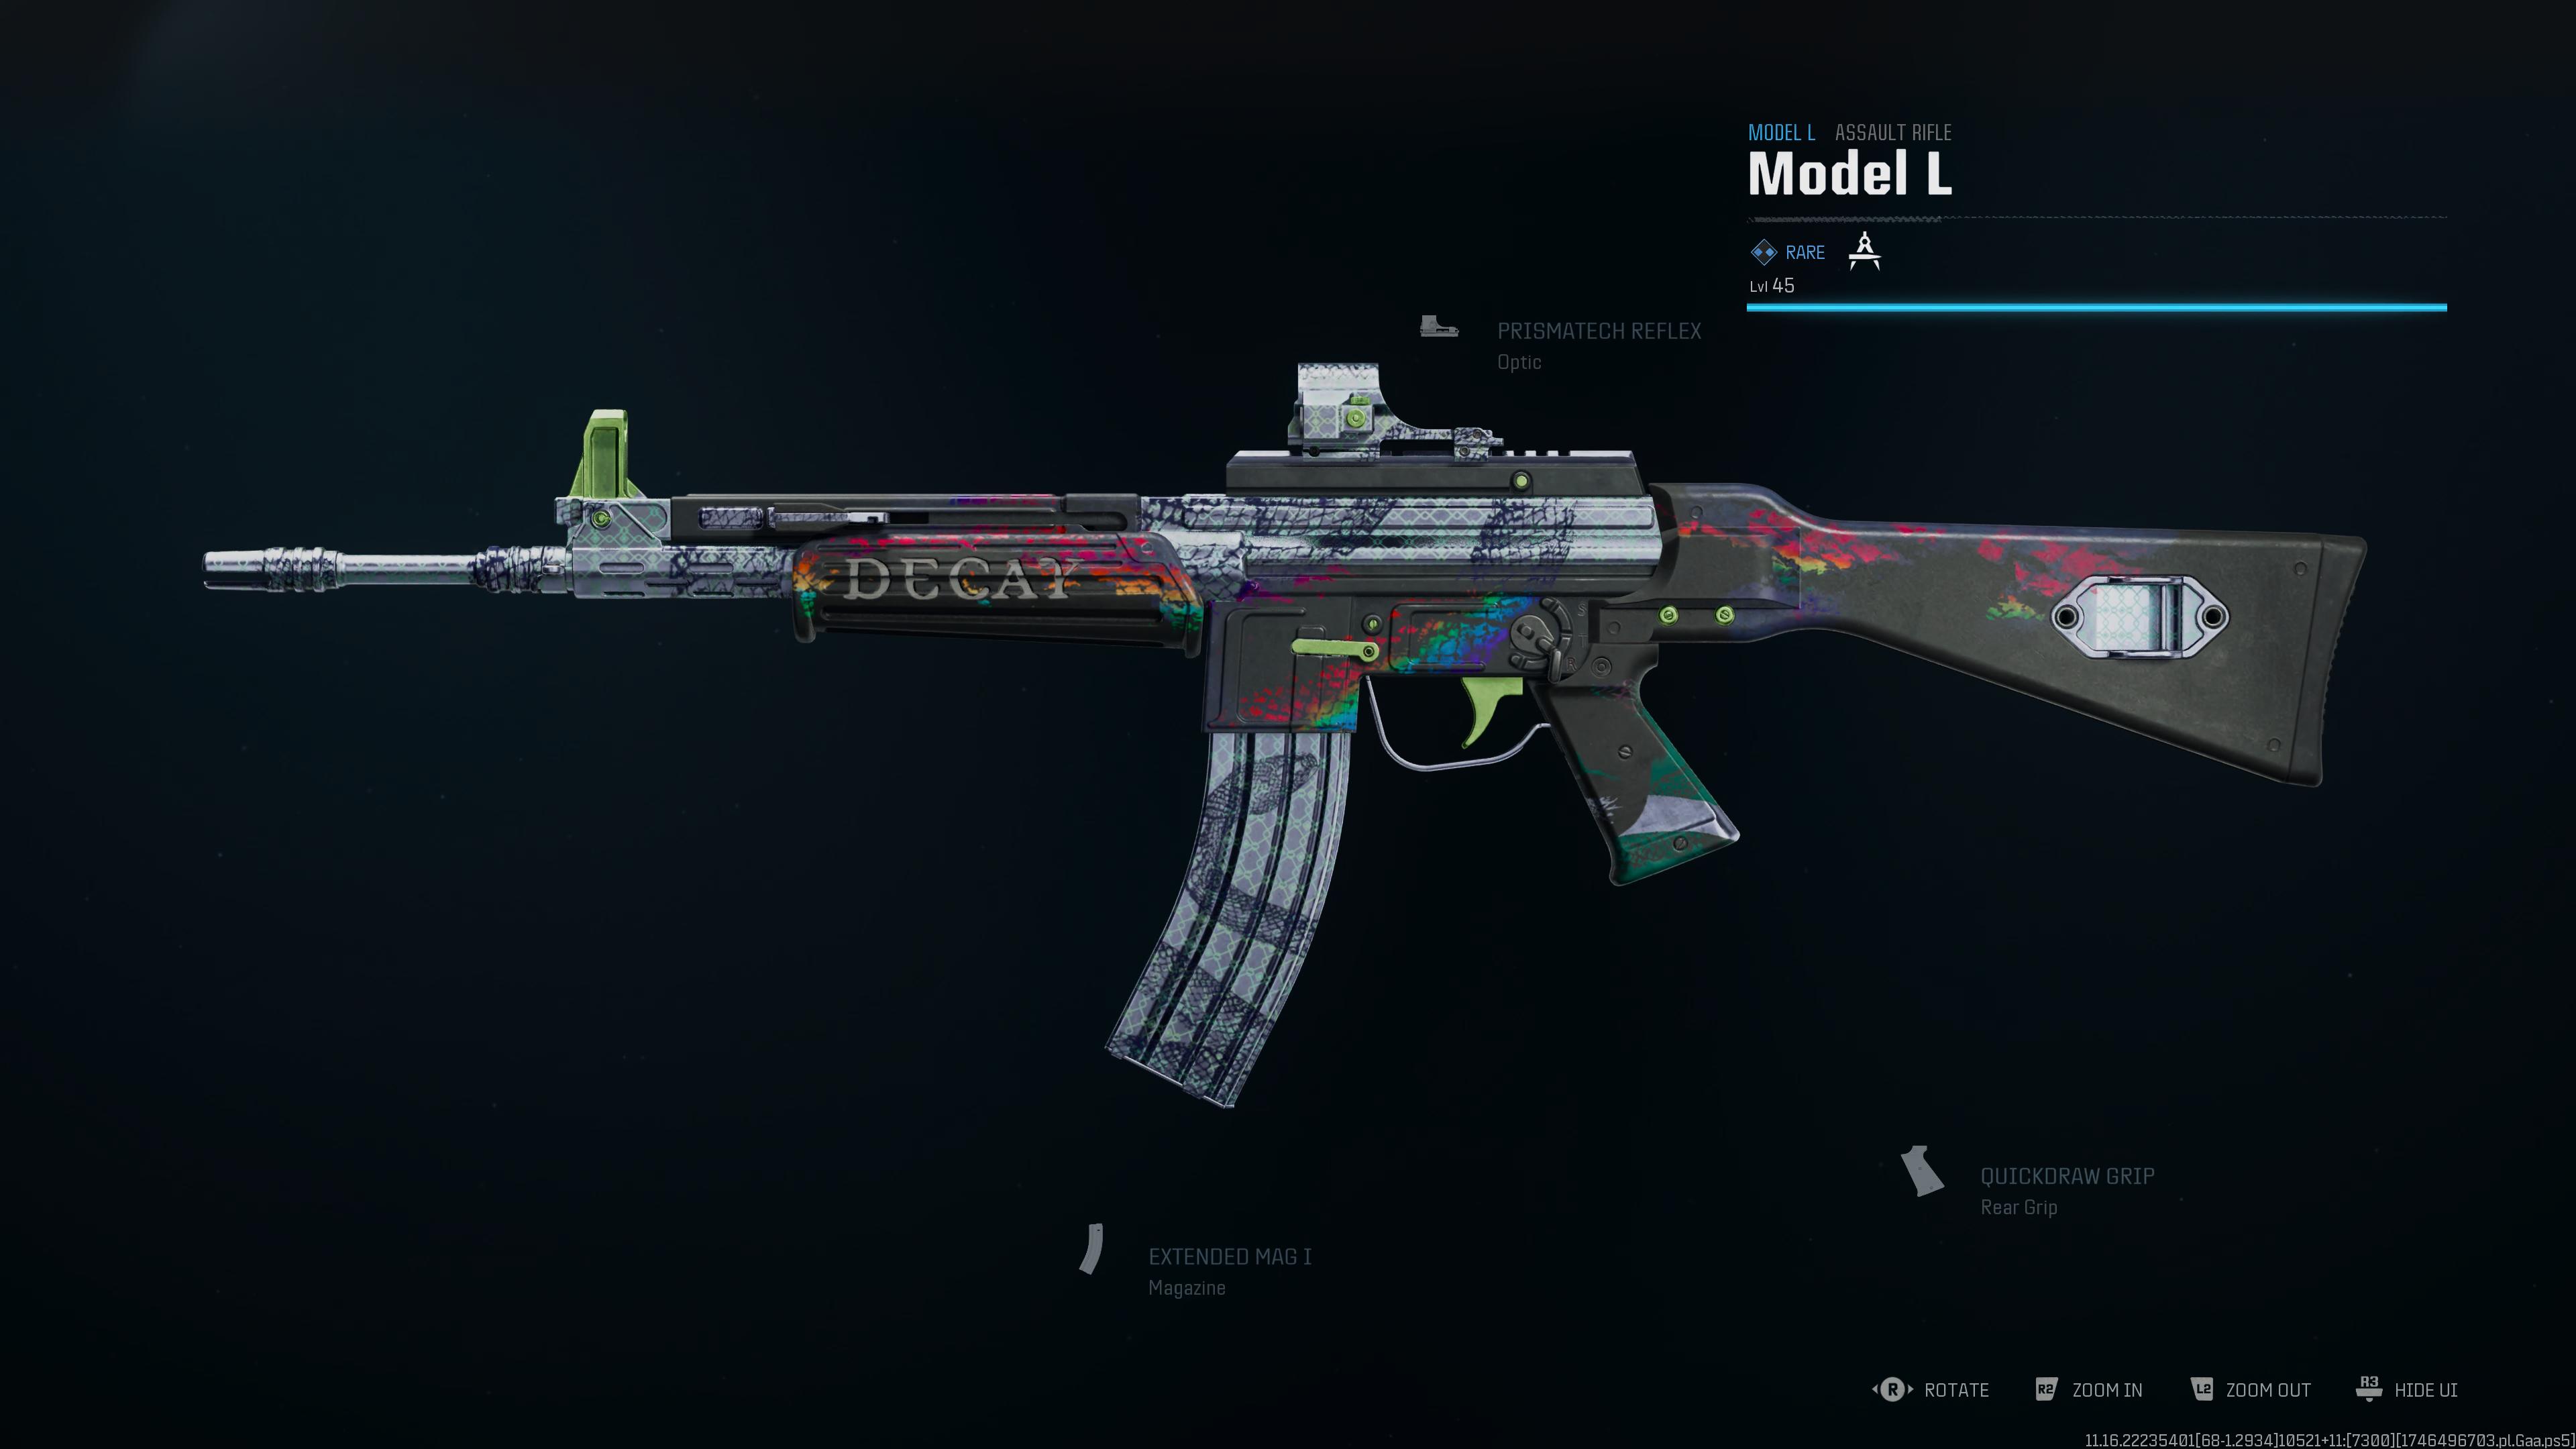 MODEL L ASSAULT RIFLE
Model L
RARE
Lvl 45
PRISMATECH REFLEX
Optic
DECAY
S
R
QUICKDRAW GRIP
Rear Grip
EXTENDED MAG I
Magazine
R ROTATE R2 ZOOM IN L2 ZOOM OUT R3 HIDE UI
11.16.22235401[68-1.2934]10521+11:[7300][1746496703.pl.Gaa.ps5]